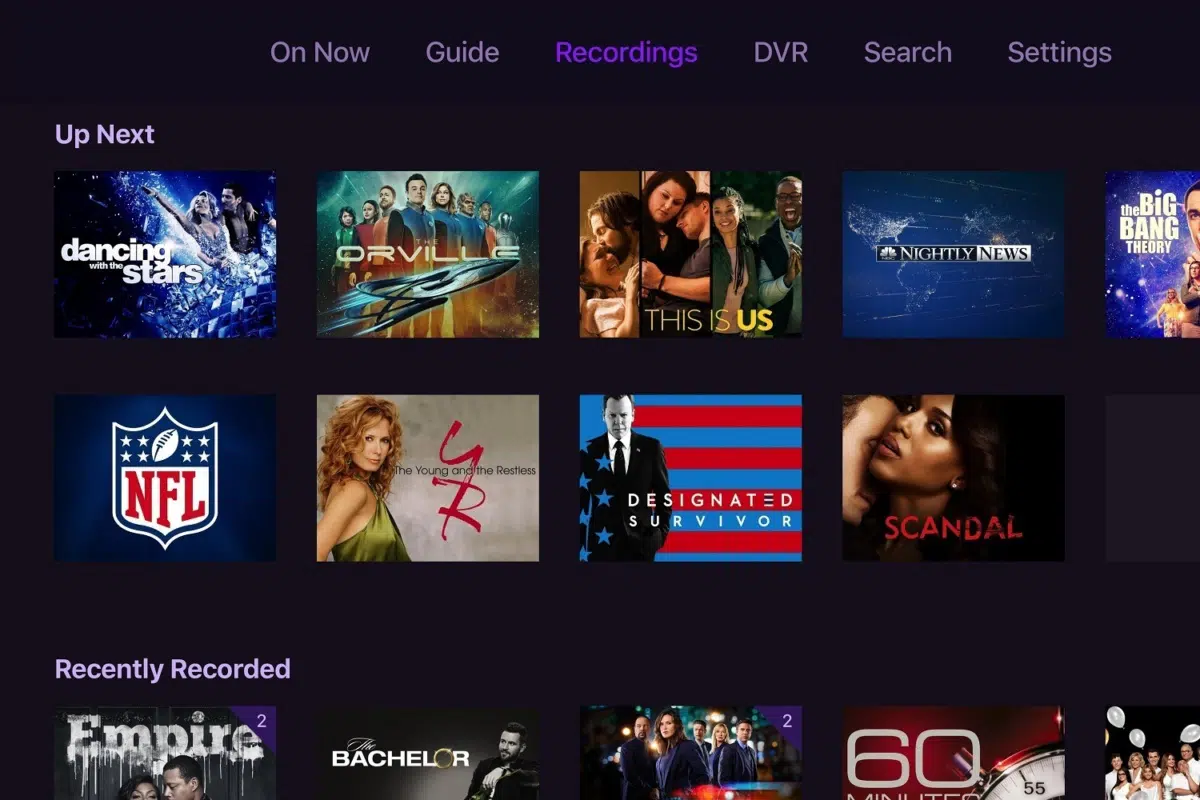 On Now Guide Recordings DVR Search Settings
Up Next
dancing
with the stars
THE
ORVILLE
THIS IS US
NIGHTLY NEWS
the BiG
BANG
THEORY
NFL
The Young and the Restless
YR
DESIGNATED
SURVIVOR
SCANDAL
Recently Recorded
Empire
2
The
BACHELOR
2
60
MINUTES
55